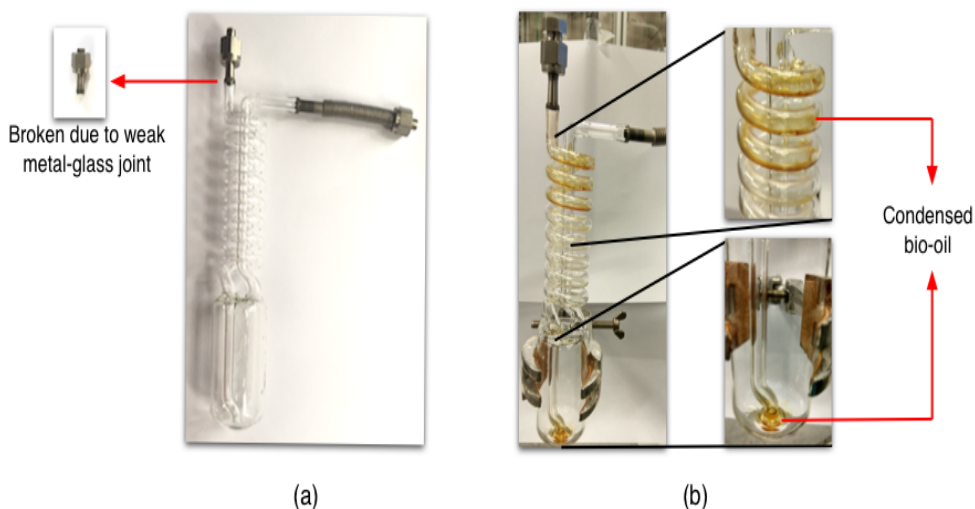 Broken due to weak
metal-glass joint
Condensed
bio-oil
(a)
(b)